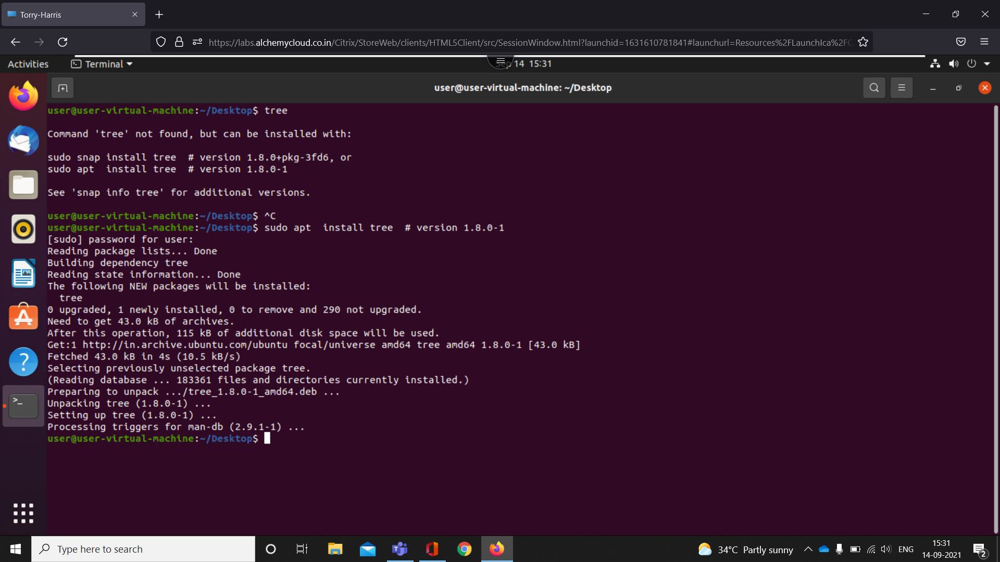 Torry-Harris
https://labs.alchemycloud.co.in/Citrix/StoreWeb/clients/HTML5Client/src/SessionWindow.html?launchid=1631610781841#launchurl=Resources%2FLaunchIca%2FC
Activities
Terminal
Sep 14 15:31
user@user-virtual-machine: ~/Desktop
user@user-virtual-machine:~/Desktop$ tree
Command 'tree' not found, but can be installed with:
sudo snap install tree  # version 1.8.0+pkg-3fd6, or
sudo apt  install tree  # version 1.8.0-1
See 'snap info tree' for additional versions.
user@user-virtual-machine:~/Desktop$ ^C
user@user-virtual-machine:~/Desktop$ sudo apt  install tree  # version 1.8.0-1
[sudo] password for user:
Reading package lists... Done
Building dependency tree
Reading state information... Done
The following NEW packages will be installed:
  tree
0 upgraded, 1 newly installed, 0 to remove and 290 not upgraded.
Need to get 43.0 kB of archives.
After this operation, 115 kB of additional disk space will be used.
Get:1 http://in.archive.ubuntu.com/ubuntu focal/universe amd64 tree amd64 1.8.0-1 [43.0 kB]
Fetched 43.0 kB in 4s (10.5 kB/s)
Selecting previously unselected package tree.
(Reading database ... 183361 files and directories currently installed.)
Preparing to unpack .../tree_1.8.0-1_amd64.deb ...
Unpacking tree (1.8.0-1) ...
Setting up tree (1.8.0-1) ...
Processing triggers for man-db (2.9.1-1) ...
user@user-virtual-machine:~/Desktop$
Type here to search
34°C Partly sunny
ENG
15:31
14-09-2021
2